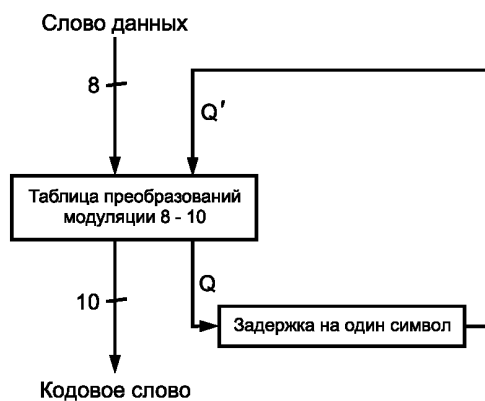 Слово данных
8
Q′
Таблица преобразований
модуляции 8 - 10
10
Q
Задержка на один символ
Кодовое слово